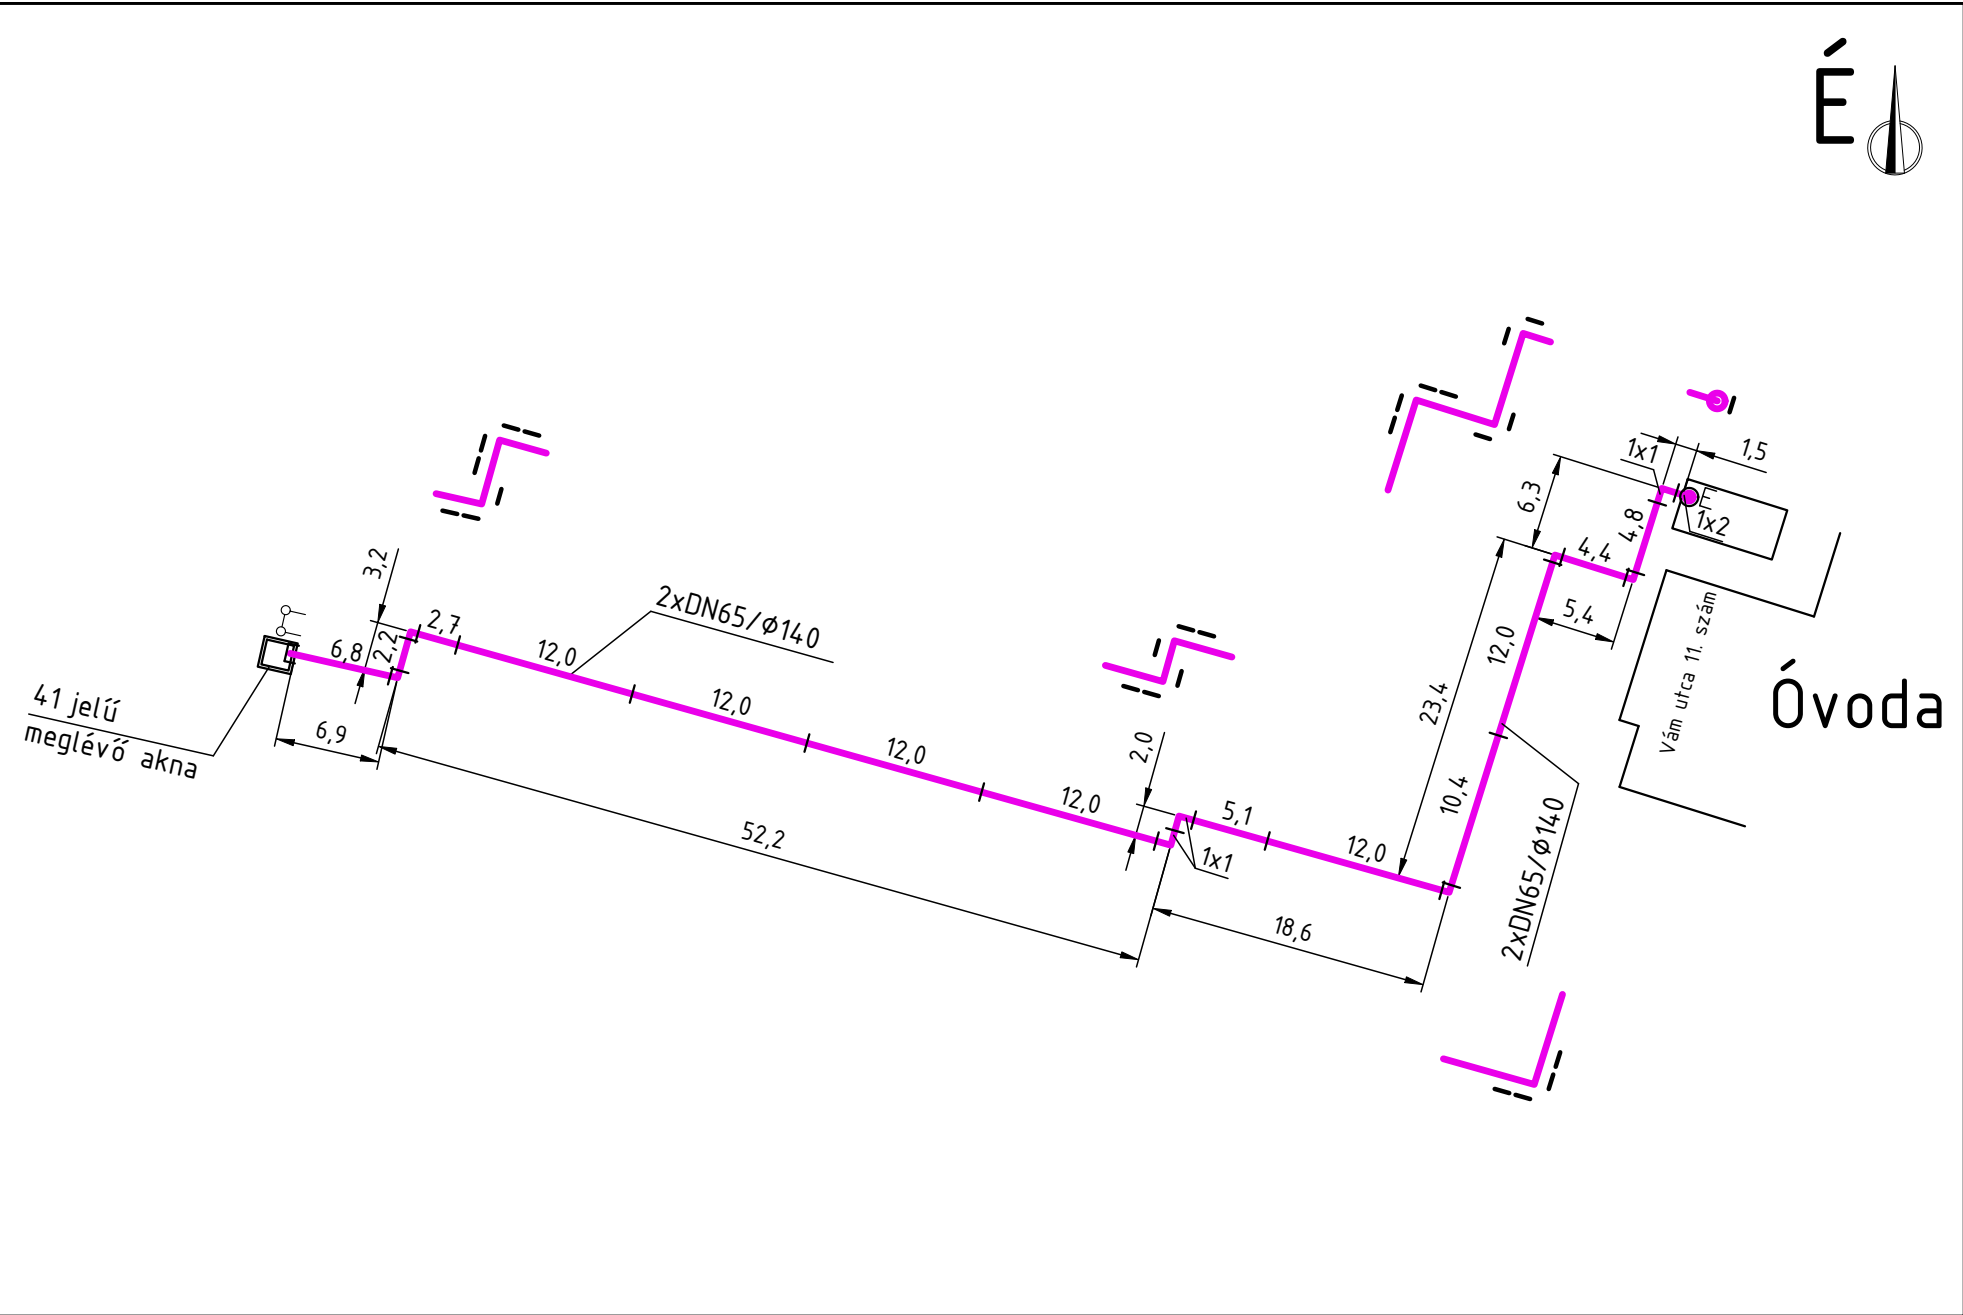 É
1x1
1,5
6,3
4,8
E
1x2
4,4
5,4
3,2
2,7
2,2
6,8
2xDN65/φ140
12,0
12,0
12,0
12,0
41 jelű
meglévő akna
6,9
52,2
2,0
5,1
1x1
12,0
18,6
23,4
12,0
10,4
2xDN65/φ140
Vám utca 11. szám
Óvoda